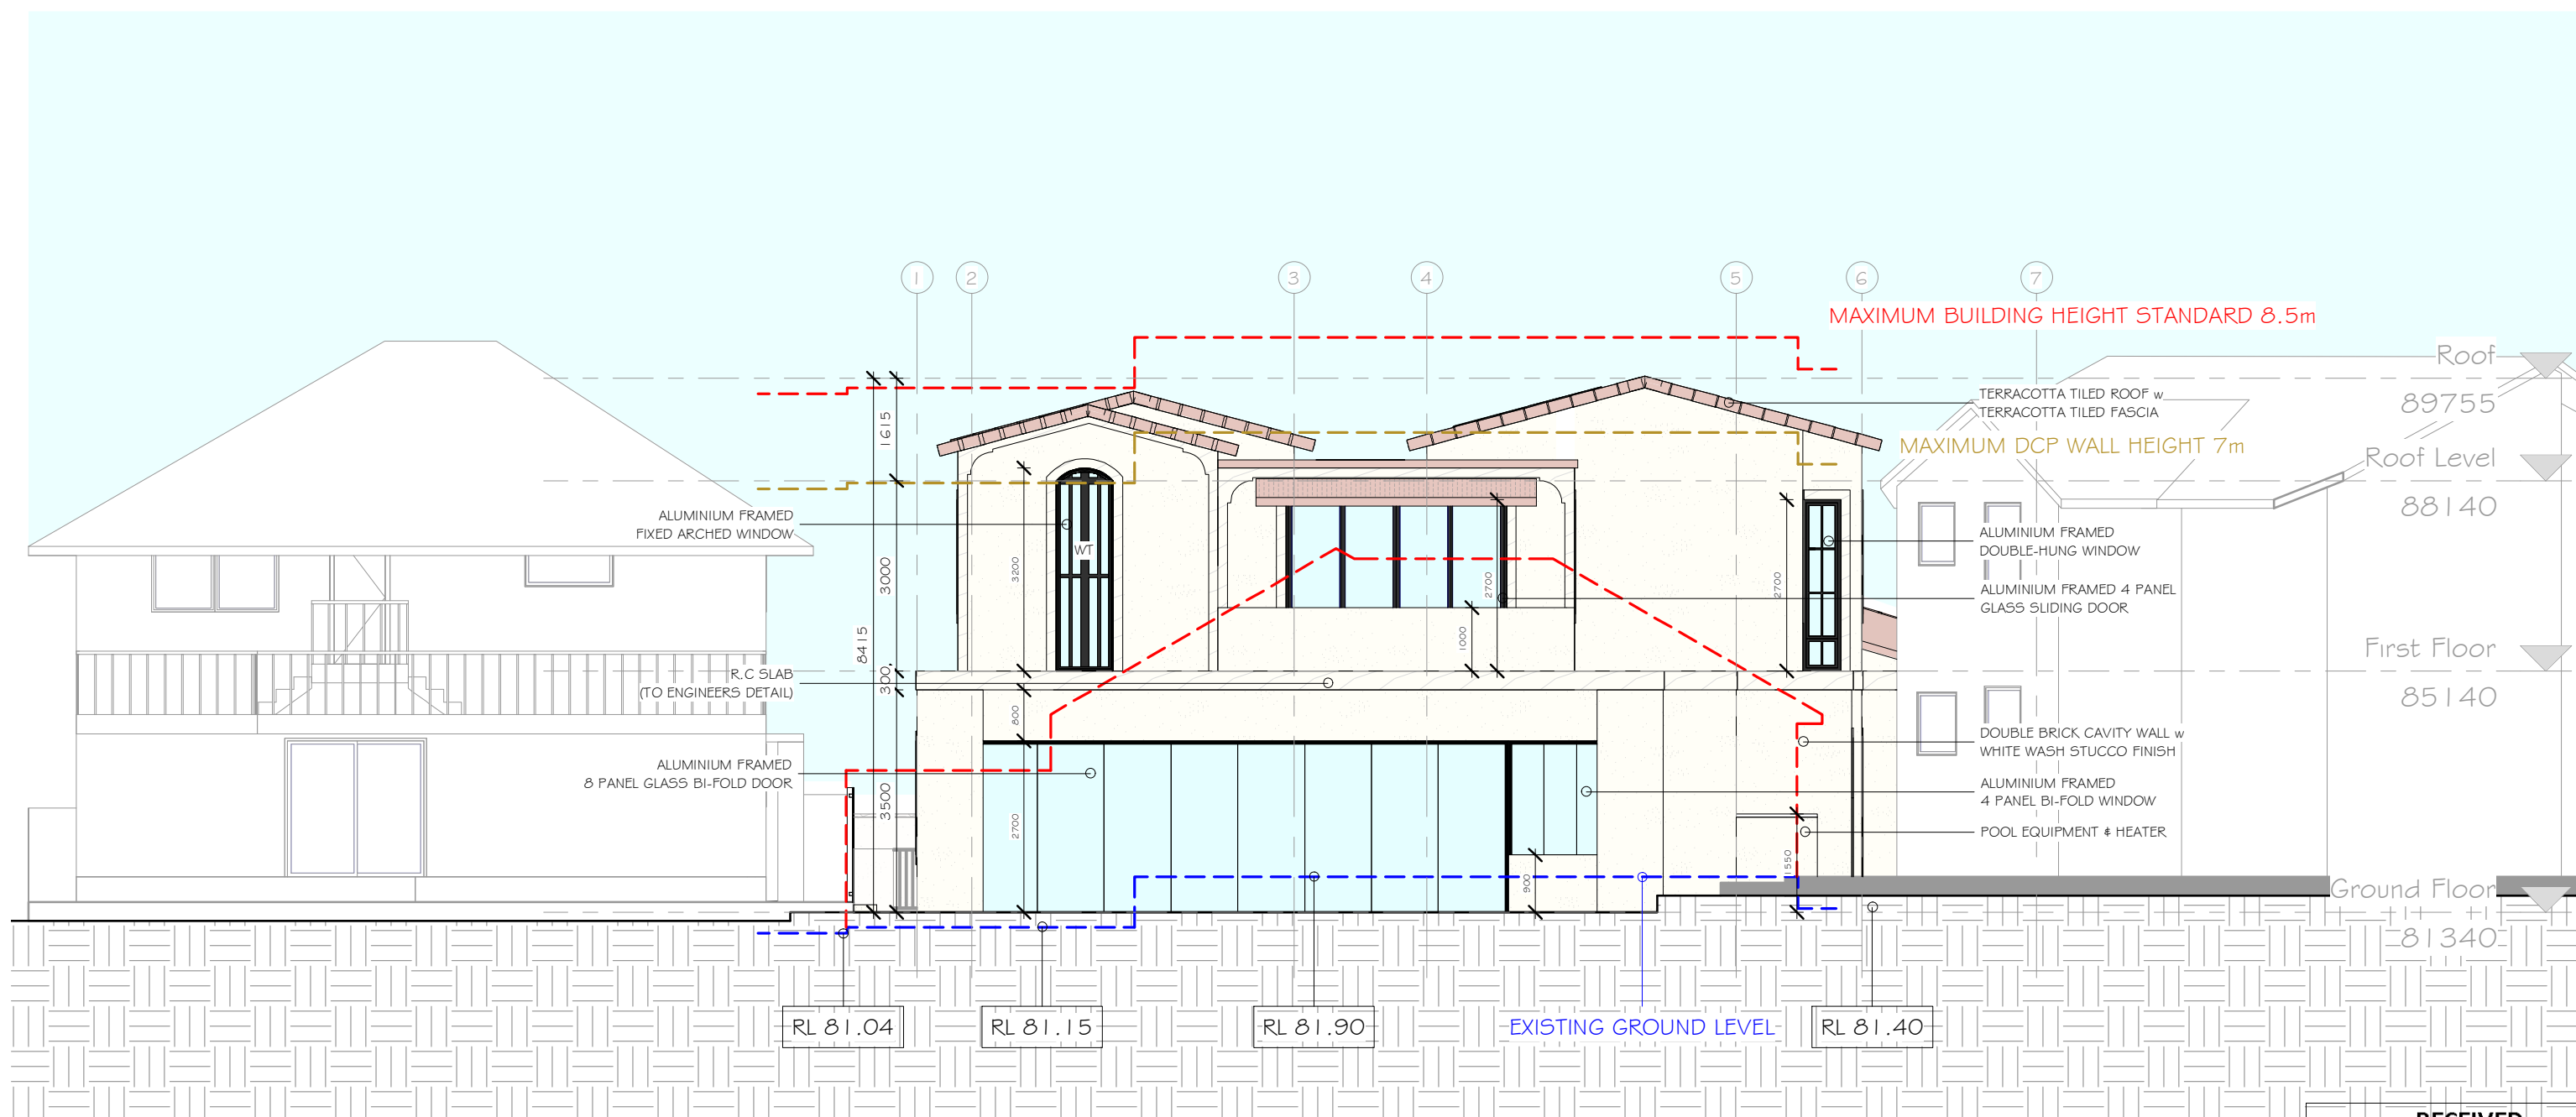 1
2
3
4
5
6
7
MAXIMUM BUILDING HEIGHT STANDARD 8.5m
Roof
89755
TERRACOTTA TILED ROOF w
TERRACOTTA TILED FASCIA
MAXIMUM DCP WALL HEIGHT 7m
Roof Level
88140
1615
ALUMINIUM FRAMED
FIXED ARCHED WINDOW
WT
3000
3200
2700
2700
ALUMINIUM FRAMED
DOUBLE-HUNG WINDOW
ALUMINIUM FRAMED 4 PANEL
GLASS SLIDING DOOR
8415
1000
First Floor
85140
R.C SLAB
(TO ENGINEERS DETAIL)
300
800
DOUBLE BRICK CAVITY WALL w
WHITE WASH STUCCO FINISH
ALUMINIUM FRAMED
8 PANEL GLASS BI-FOLD DOOR
ALUMINIUM FRAMED
4 PANEL BI-FOLD WINDOW
3500
2700
POOL EQUIPMENT & HEATER
1550
900
Ground Floor
81340
RL 81.04
RL 81.15
RL 81.90
EXISTING GROUND LEVEL
RL 81.40
RECEIVED